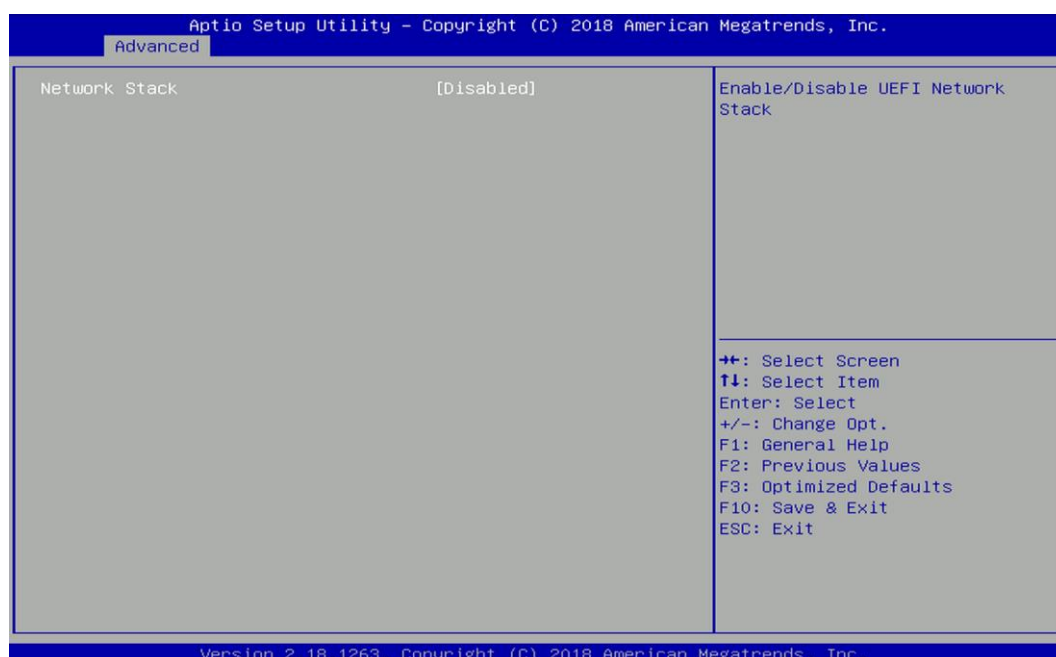 Aptio Setup Utility – Copyright (C) 2018 American Megatrends, Inc.
Advanced
Network Stack [Disabled]
Enable/Disable UEFI Network
Stack
→←: Select Screen
↑↓: Select Item
Enter: Select
+/-: Change Opt.
F1: General Help
F2: Previous Values
F3: Optimized Defaults
F10: Save & Exit
ESC: Exit
Version 2.18.1263. Copyright (C) 2018 American Megatrends, Inc.